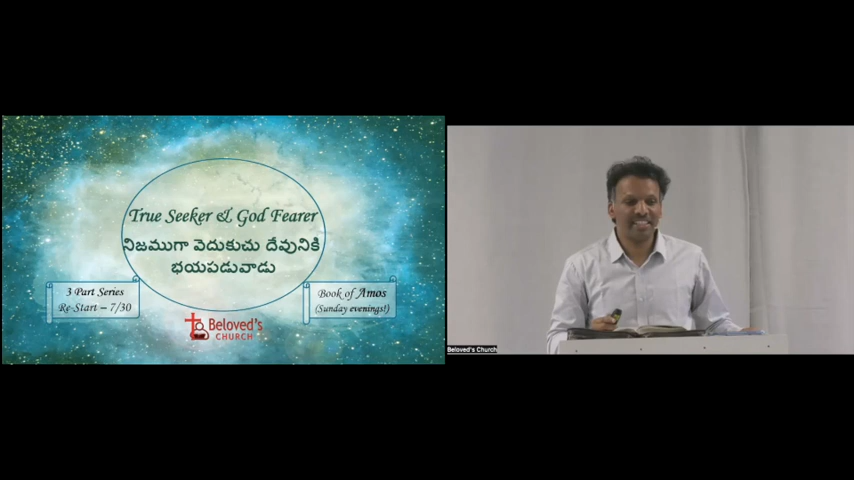 True Seeker & God Fearer
నిజముగా వెదుకుచు దేవునికి
భయపడువాడు
3 Part Series
Re-Start – 7/30
Book of Amos
(Sunday evenings!)
Beloved's
CHURCH
Beloved's Church